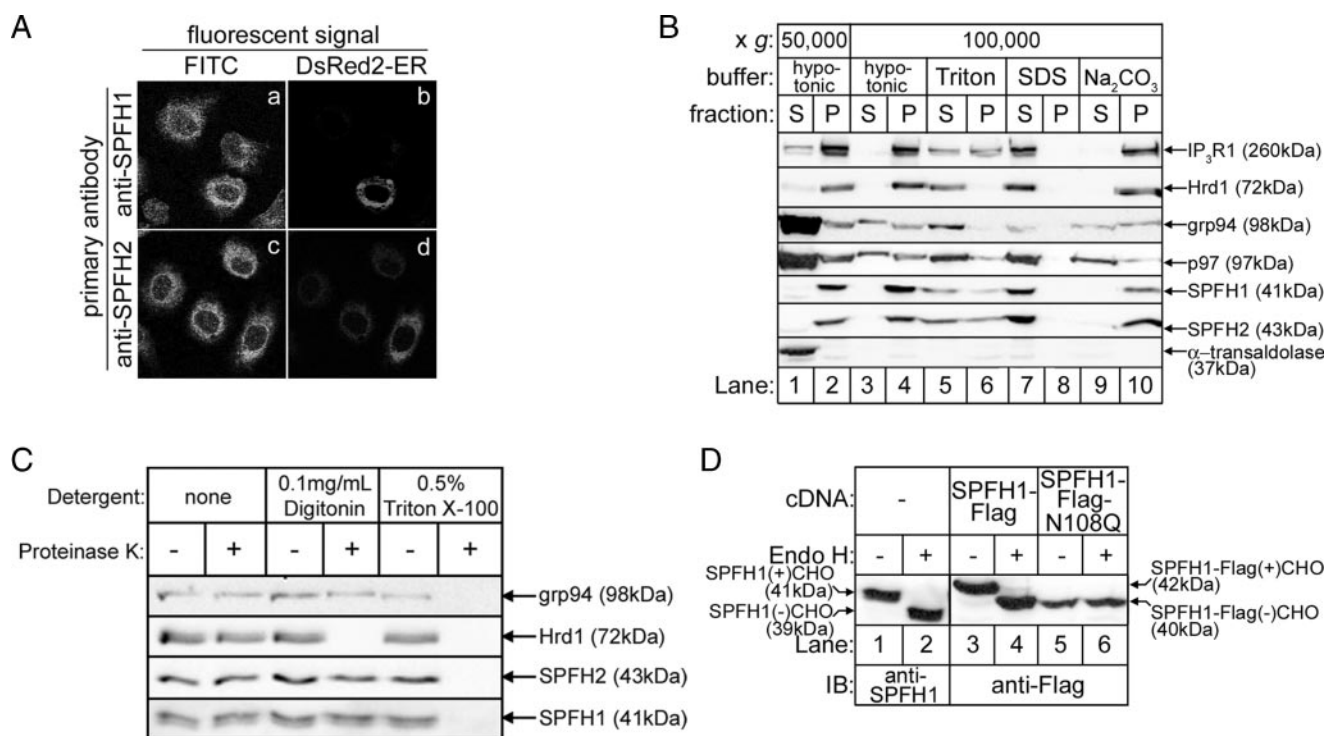 A
fluorescent signal
FITC DsRed2-ER
primary antibody
anti-SPFH1
anti-SPFH2
a b
c d
B
x g: 50,000 100,000
buffer: hypo-tonic hypo-tonic Triton SDS Na₂CO₃
fraction: S P S P S P S P S P
IP₃R1 (260kDa)
Hrd1 (72kDa)
grp94 (98kDa)
p97 (97kDa)
SPFH1 (41kDa)
SPFH2 (43kDa)
α-transaldolase
(37kDa)
Lane: 1 2 3 4 5 6 7 8 9 10
C
Detergent: none 0.1mg/mL Digitonin 0.5% Triton X-100
Proteinase K: - + - + - +
grp94 (98kDa)
Hrd1 (72kDa)
SPFH2 (43kDa)
SPFH1 (41kDa)
D
cDNA: - SPFH1-Flag SPFH1-Flag-N108Q
Endo H: - + - + - +
SPFH1(+)CHO
(41kDa)
SPFH1(-)CHO
(39kDa)
SPFH1-Flag(+)CHO
(42kDa)
SPFH1-Flag(-)CHO
(40kDa)
Lane: 1 2 3 4 5 6
IB: anti-SPFH1 anti-Flag